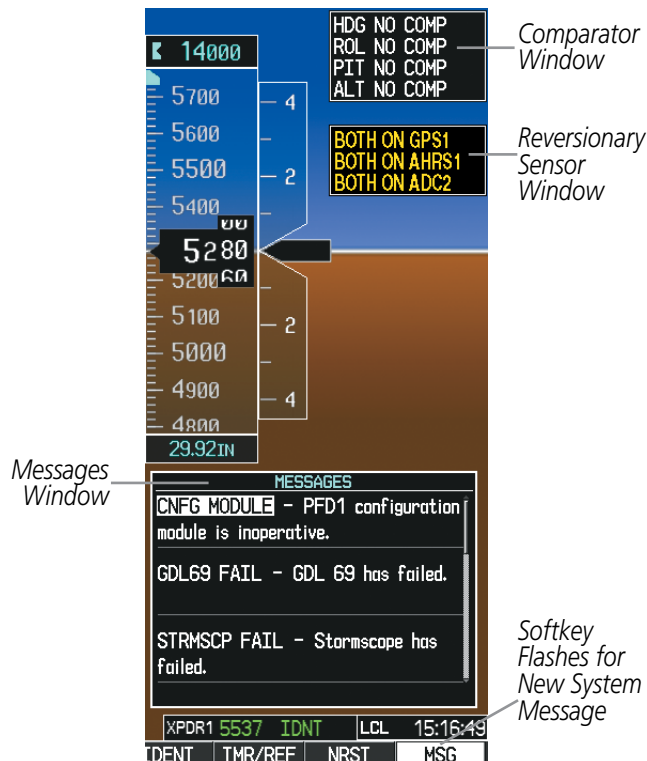 HDG NO COMP
ROL NO COMP
PIT NO COMP
ALT NO COMP
Comparator
Window
14000
5700
5600
5500
5400
5280
00
60
5200
5100
5000
4900
4800
4
2
2
4
BOTH ON GPS1
BOTH ON AHRS1
BOTH ON ADC2
Reversionary
Sensor
Window
29.92IN
Messages
Window
MESSAGES
CNFG MODULE - PFD1 configuration
module is inoperative.
GDL69 FAIL - GDL 69 has failed.
STRMSCP FAIL - Stormscope has
failed.
Softkey
Flashes for
New System
Message
XPDR1 5537 IDNT LCL 15:16:49
IDENT TMR/REF NRST MSG